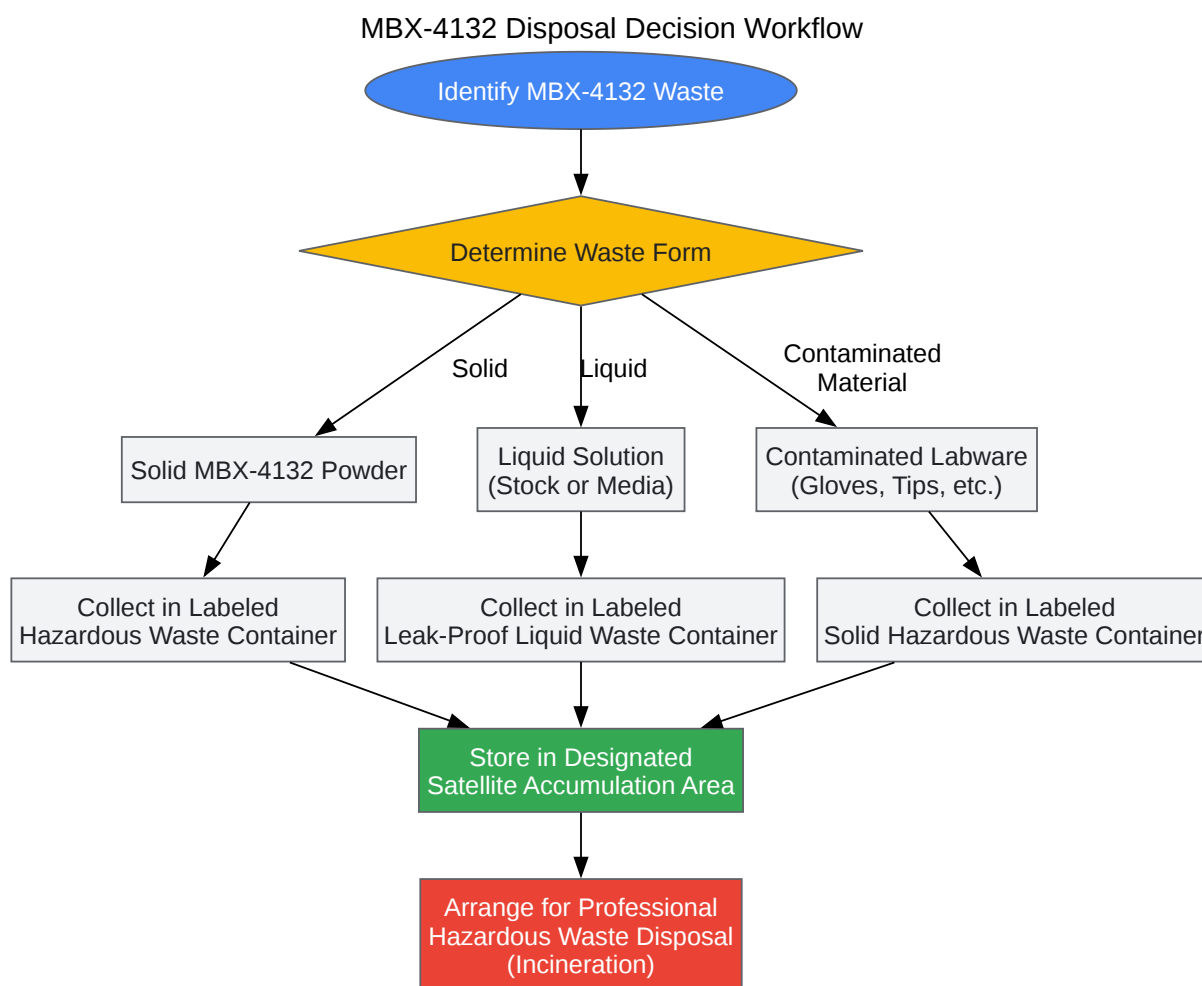 MBX-4132 Disposal Decision Workflow
Identify MBX-4132 Waste
Determine Waste Form
Solid
Liquid
Contaminated
Material
Solid MBX-4132 Powder
Liquid Solution
(Stock or Media)
Contaminated Labware
(Gloves, Tips, etc.)
Collect in Labeled
Hazardous Waste Container
Collect in Labeled
Leak-Proof Liquid Waste Container
Collect in Labeled
Solid Hazardous Waste Container
Store in Designated
Satellite Accumulation Area
Arrange for Professional
Hazardous Waste Disposal
(Incineration)